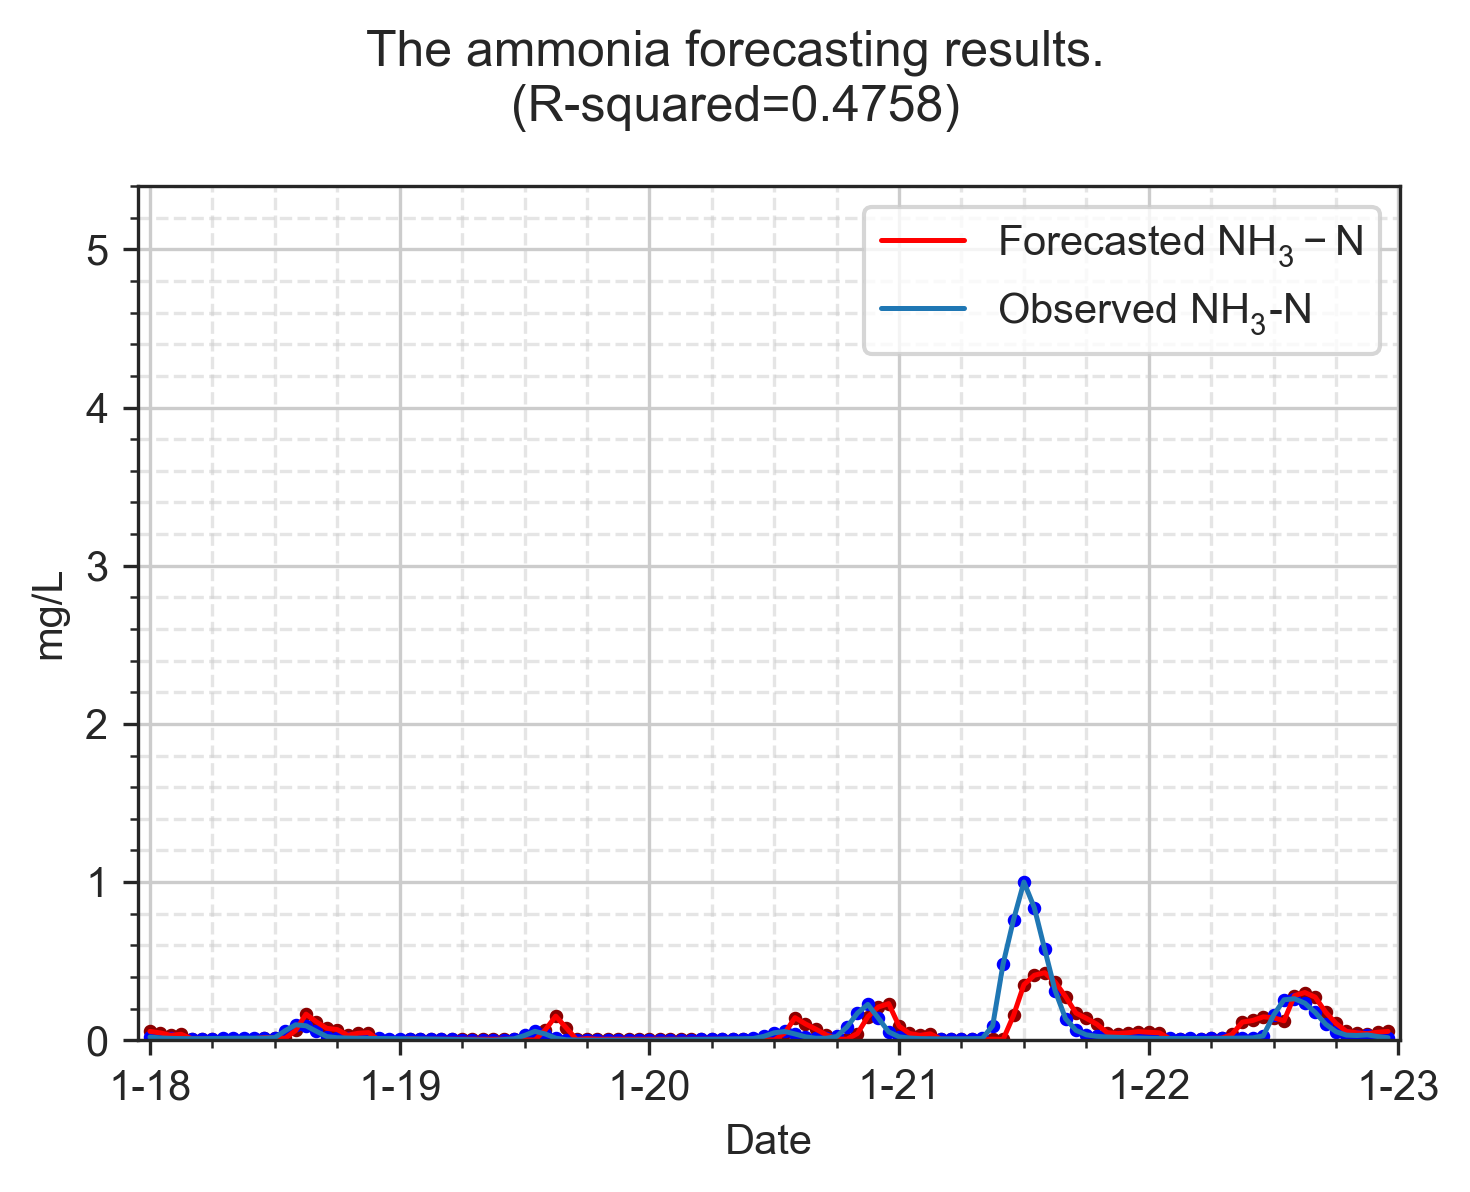 The ammonia forecasting results.
(R-squared=0.4758)
Forecasted NH₃ − N
Observed NH₃-N
5
4
3
2
1
0
mg/L
1-18 1-19 1-20 1-21 1-22 1-23
Date